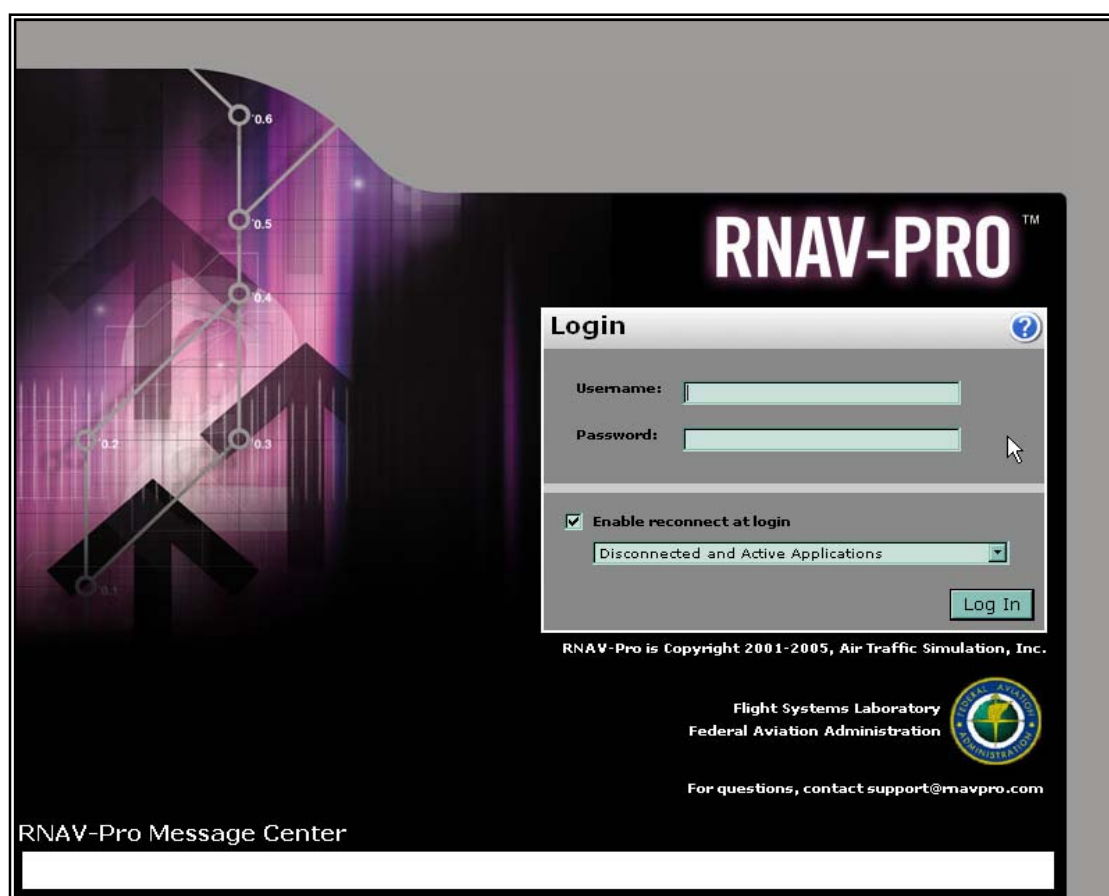 0.6
0.5
0.4
0.2
0.3
0.1
RNAV-PRO™
Login
?
Username:
Password:
Enable reconnect at login
Disconnected and Active Applications
Log In
RNAV-Pro is Copyright 2001-2005, Air Traffic Simulation, Inc.
Flight Systems Laboratory
Federal Aviation Administration
FEDERAL AVIATION ADMINISTRATION
For questions, contact support@rnavpro.com
RNAV-Pro Message Center